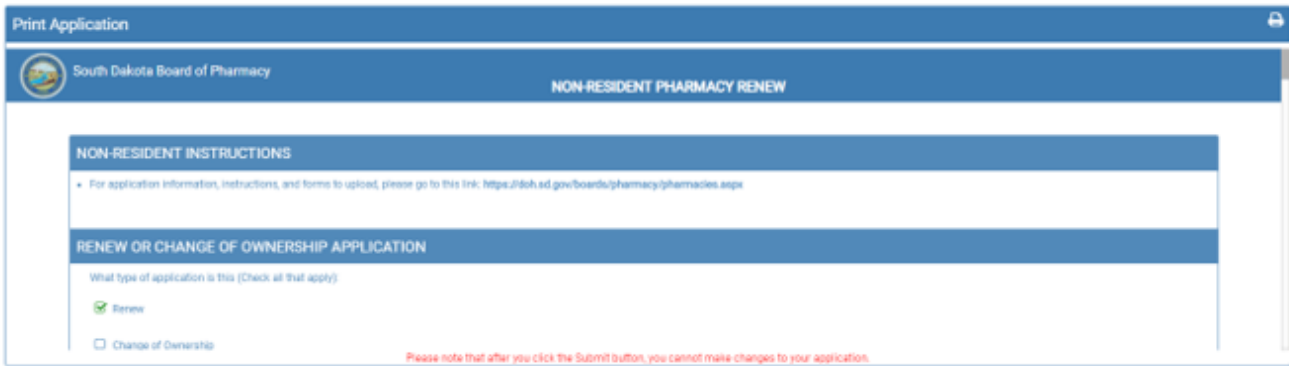 Print Application
South Dakota Board of Pharmacy
NON-RESIDENT PHARMACY RENEW
NON-RESIDENT INSTRUCTIONS
• For application information, instructions, and forms to upload, please go to this link: https://doh.sd.gov/boards/pharmacy/pharmacies.aspx
RENEW OR CHANGE OF OWNERSHIP APPLICATION
What type of application is this (Check all that apply):
Renew
Change of Ownership
Please note that after you click the Submit button, you cannot make changes to your application.